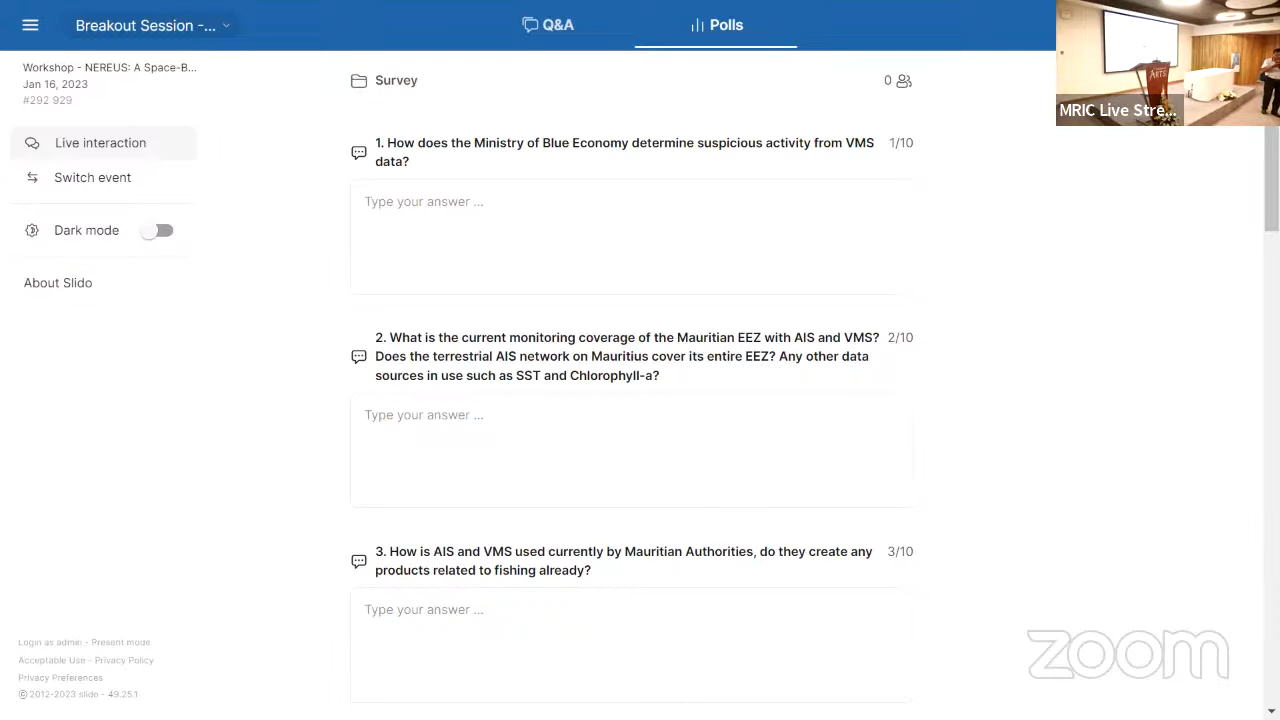 Breakout Session -...
Q&A
Polls
Workshop - NEREUS: A Space-B...
Jan 16, 2023
#292 929
Live interaction
Switch event
Dark mode
About Slido
Survey
0
1. How does the Ministry of Blue Economy determine suspicious activity from VMS
data?
1/10
Type your answer ...
2. What is the current monitoring coverage of the Mauritian EEZ with AIS and VMS?
Does the terrestrial AIS network on Mauritius cover its entire EEZ? Any other data
sources in use such as SST and Chlorophyll-a?
2/10
Type your answer ...
3. How is AIS and VMS used currently by Mauritian Authorities, do they create any
products related to fishing already?
3/10
Type your answer ...
Login as admin - Present mode
Acceptable Use - Privacy Policy
Privacy Preferences
© 2012-2023 slido - 49.25.1
ARTS
MRIC Live Stre...
zoom